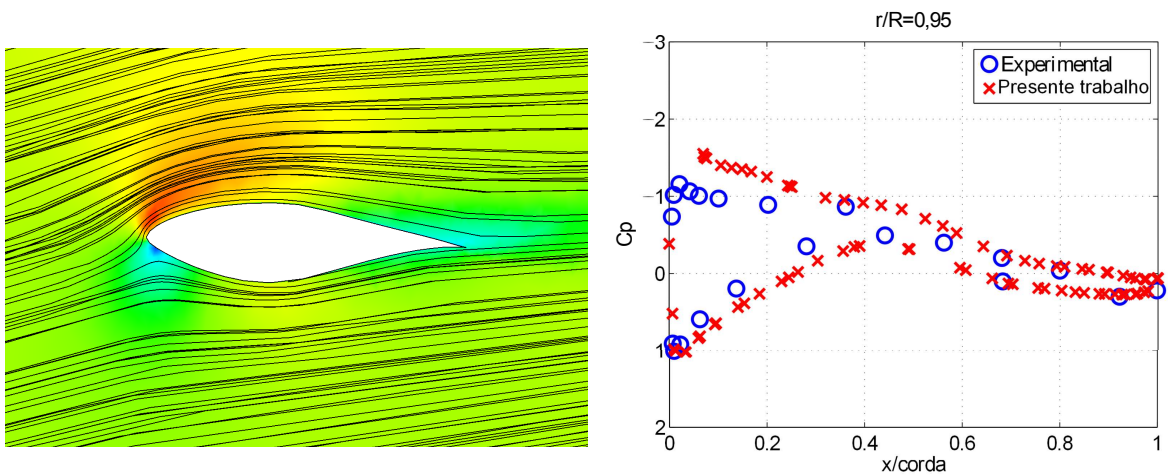 r/R=0,95
Experimental
Presente trabalho
−3
−2
−1
0
1
2
Cp
0
0.2
0.4
0.6
0.8
1
x/corda